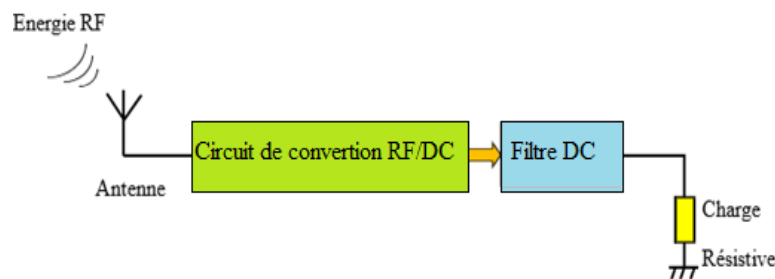 Energie RF
Circuit de convertion RF/DC
Filtre DC
Antenne
Charge
Résistive